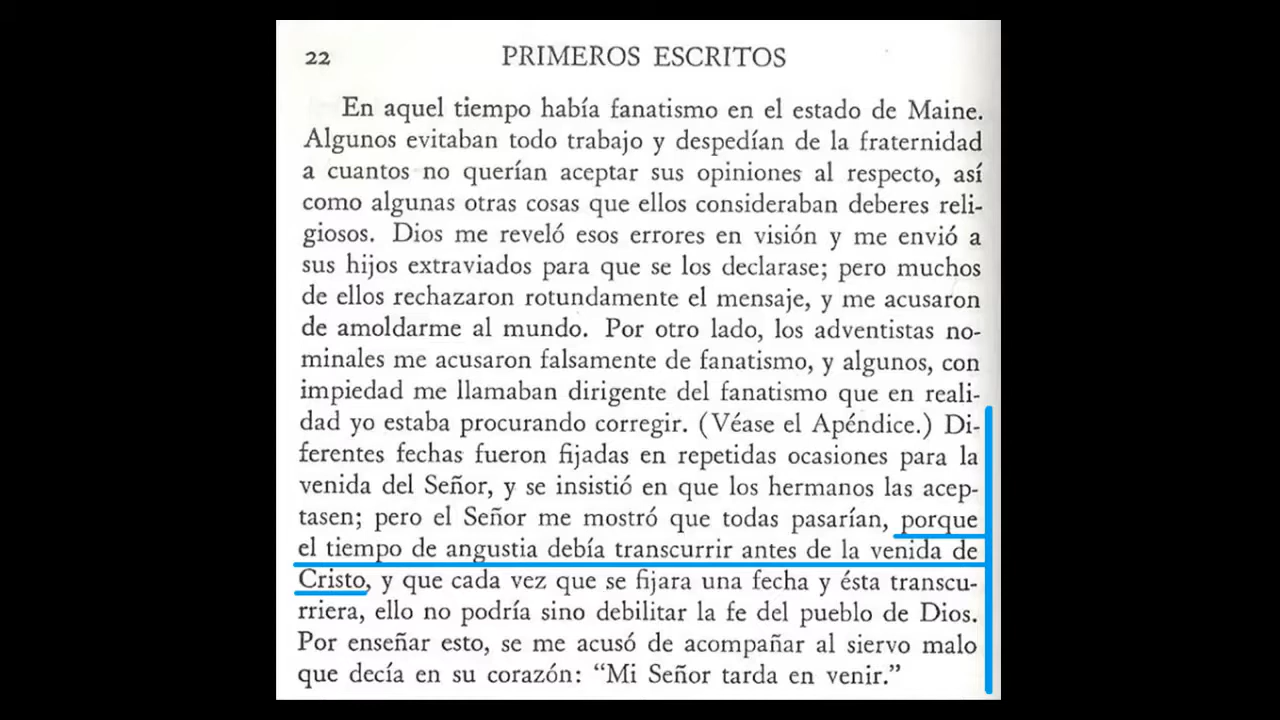 22 PRIMEROS ESCRITOS
En aquel tiempo había fanatismo en el estado de Maine.
Algunos evitaban todo trabajo y despedían de la fraternidad
a cuantos no querían aceptar sus opiniones al respecto, así
como algunas otras cosas que ellos consideraban deberes reli-
giosos. Dios me reveló esos errores en visión y me envió a
sus hijos extraviados para que se los declarase; pero muchos
de ellos rechazaron rotundamente el mensaje, y me acusaron
de amoldarme al mundo. Por otro lado, los adventistas no-
minales me acusaron falsamente de fanatismo, y algunos, con
impiedad me llamaban dirigente del fanatismo que en reali-
dad yo estaba procurando corregir. (Véase el Apéndice.) Di-
ferentes fechas fueron fijadas en repetidas ocasiones para la
venida del Señor, y se insistió en que los hermanos las acep-
tasen; pero el Señor me mostró que todas pasarían, porque
el tiempo de angustia debía transcurrir antes de la venida de
Cristo, y que cada vez que se fijara una fecha y ésta transcu-
rriera, ello no podría sino debilitar la fe del pueblo de Dios.
Por enseñar esto, se me acusó de acompañar al siervo malo
que decía en su corazón: “Mi Señor tarda en venir.”